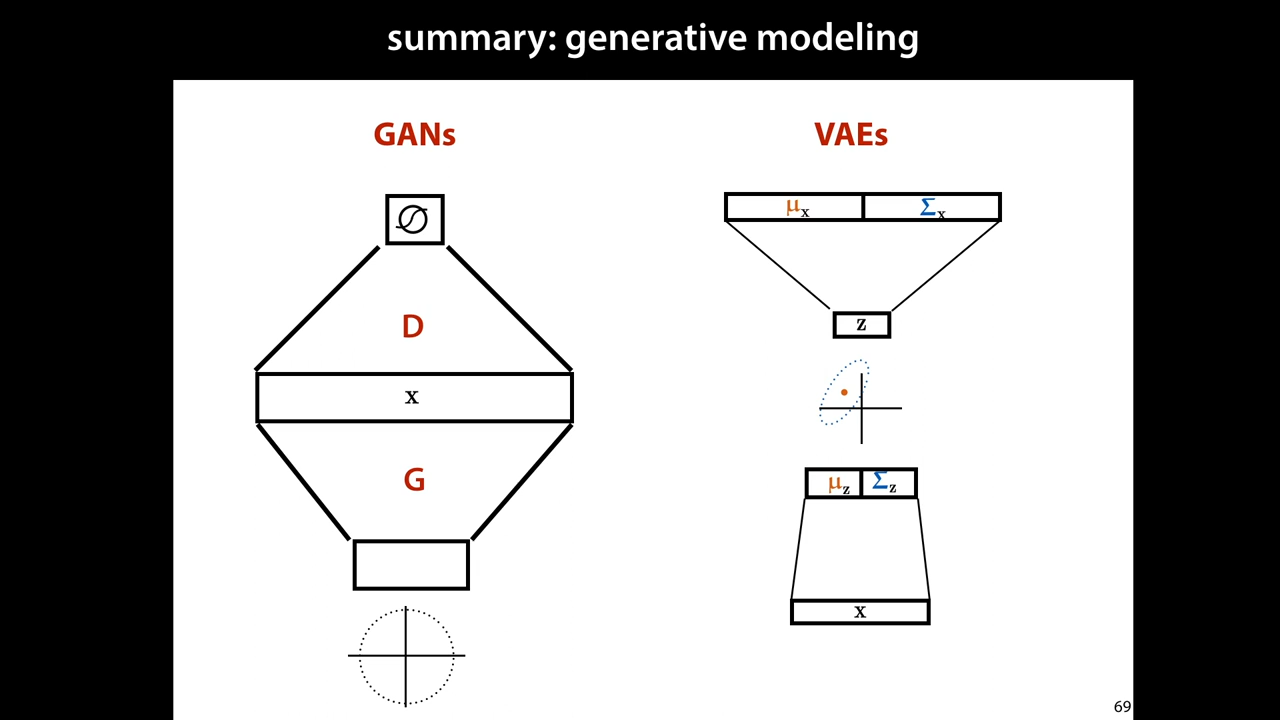 summary: generative modeling
GANs
D
x
G
VAEs
μx Σx
z
μz Σz
x
69